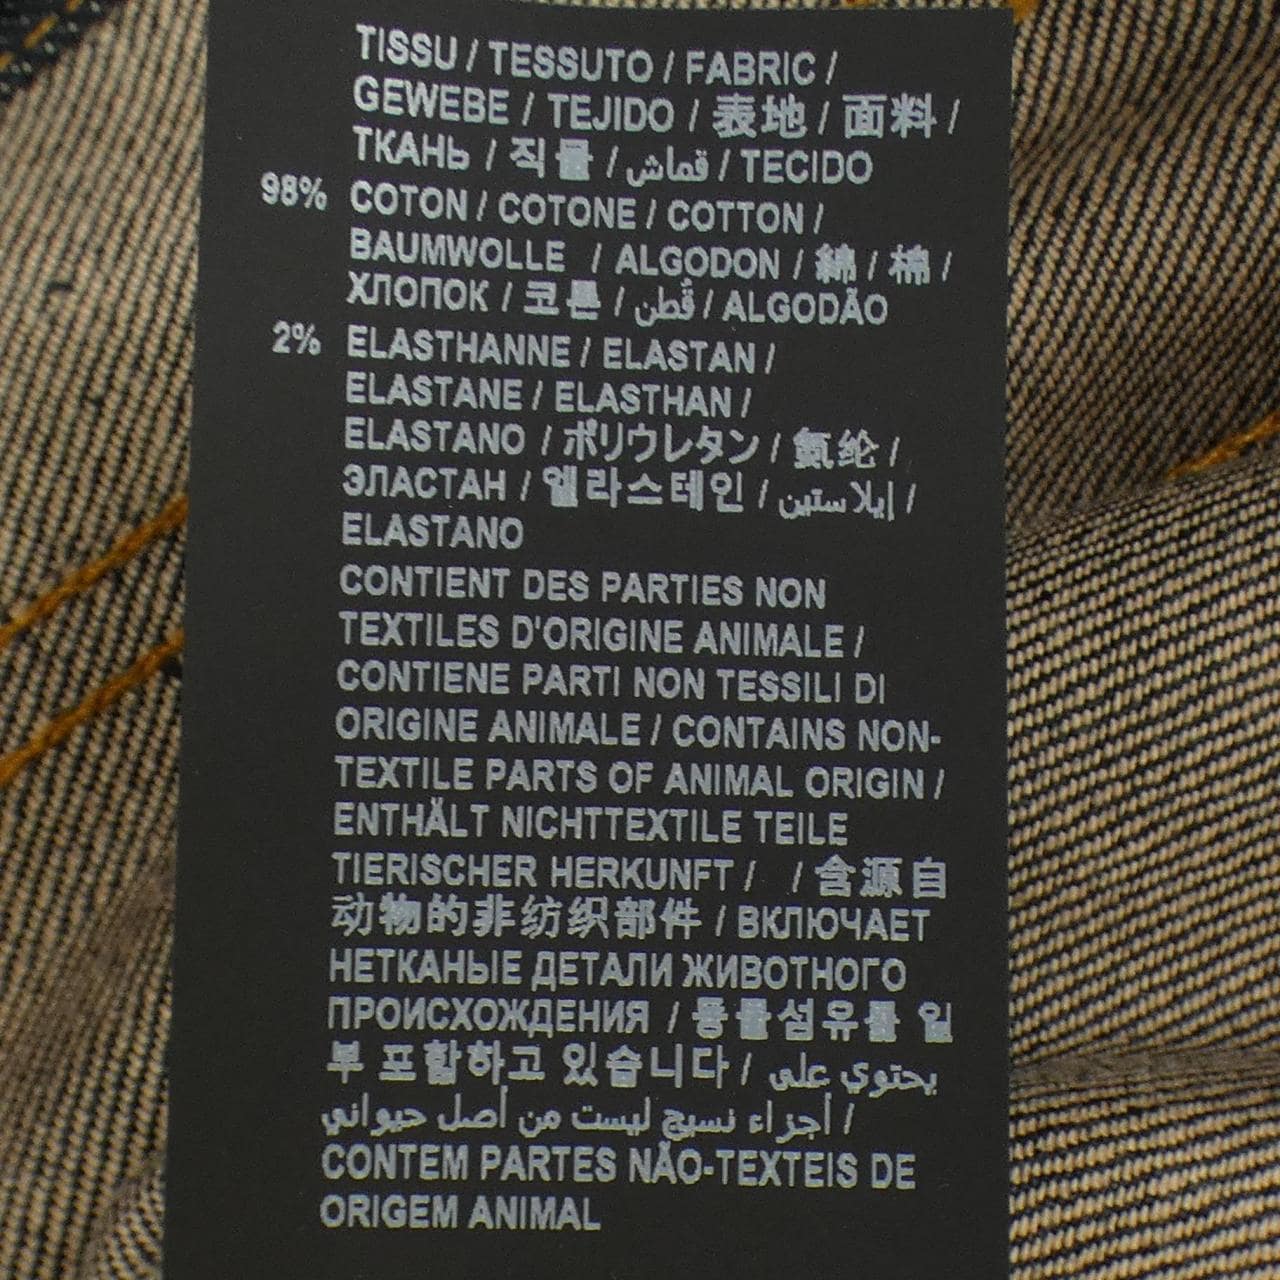 TISSU / TESSUTO / FABRIC /
GEWEBE / TEJIDO / 表地 / 面料 /
ТКАНЬ / 직물 / قماش / TECIDO
98% COTON / COTONE / COTTON /
BAUMWOLLE / ALGODON / 綿 / 棉 /
ХЛОПОК / 코튼 / قُطن / ALGODÃO
2% ELASTHANNE / ELASTAN /
ELASTANE / ELASTHAN /
ELASTANO / ポリウレタン / 氨纶 /
ЭЛАСТАН / 엘라스테인 / إيلاستين /
ELASTANO
CONTIENT DES PARTIES NON
TEXTILES D'ORIGINE ANIMALE /
CONTIENE PARTI NON TESSILI DI
ORIGINE ANIMALE / CONTAINS NON-
TEXTILE PARTS OF ANIMAL ORIGIN /
ENTHÄLT NICHTTEXTILE TEILE
TIERISCHER HERKUNFT / / 含源自
动物的非纺织部件 / ВКЛЮЧАЕТ
НЕТКАНЫЕ ДЕТАЛИ ЖИВОТНОГО
ПРОИСХОЖДЕНИЯ / 동물섬유를 일
부 포함하고 있습니다 / يحتوي على
أجزاء نسيج ليست من أصل حيواني /
CONTEM PARTES NÃO-TEXTEIS DE
ORIGEM ANIMAL